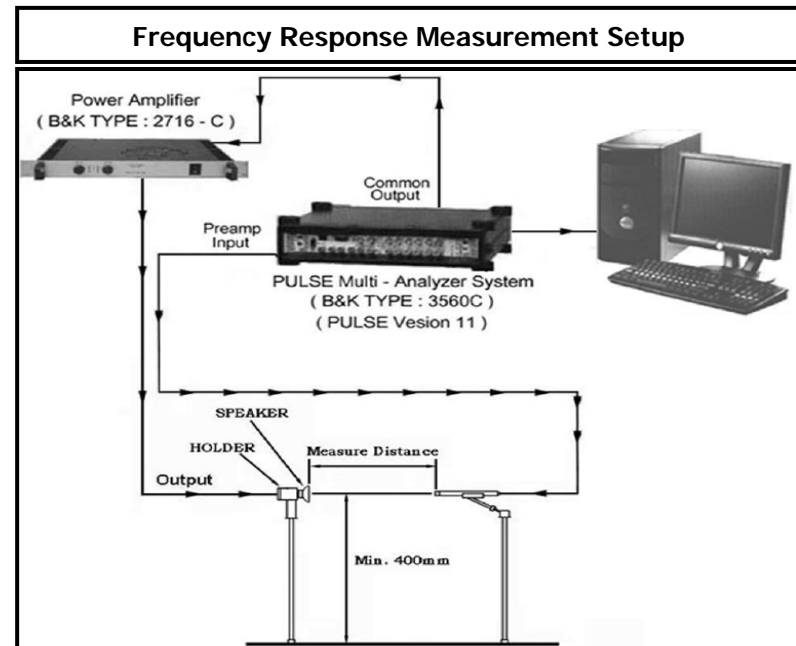 Frequency Response Measurement Setup
Power Amplifier
( B&K TYPE : 2716 - C )
Common
Output
Preamp
Input
PULSE Multi - Analyzer System
( B&K TYPE : 3560C )
( PULSE Vesion 11 )
SPEAKER
HOLDER
Measure Distance
Output
Min. 400mm